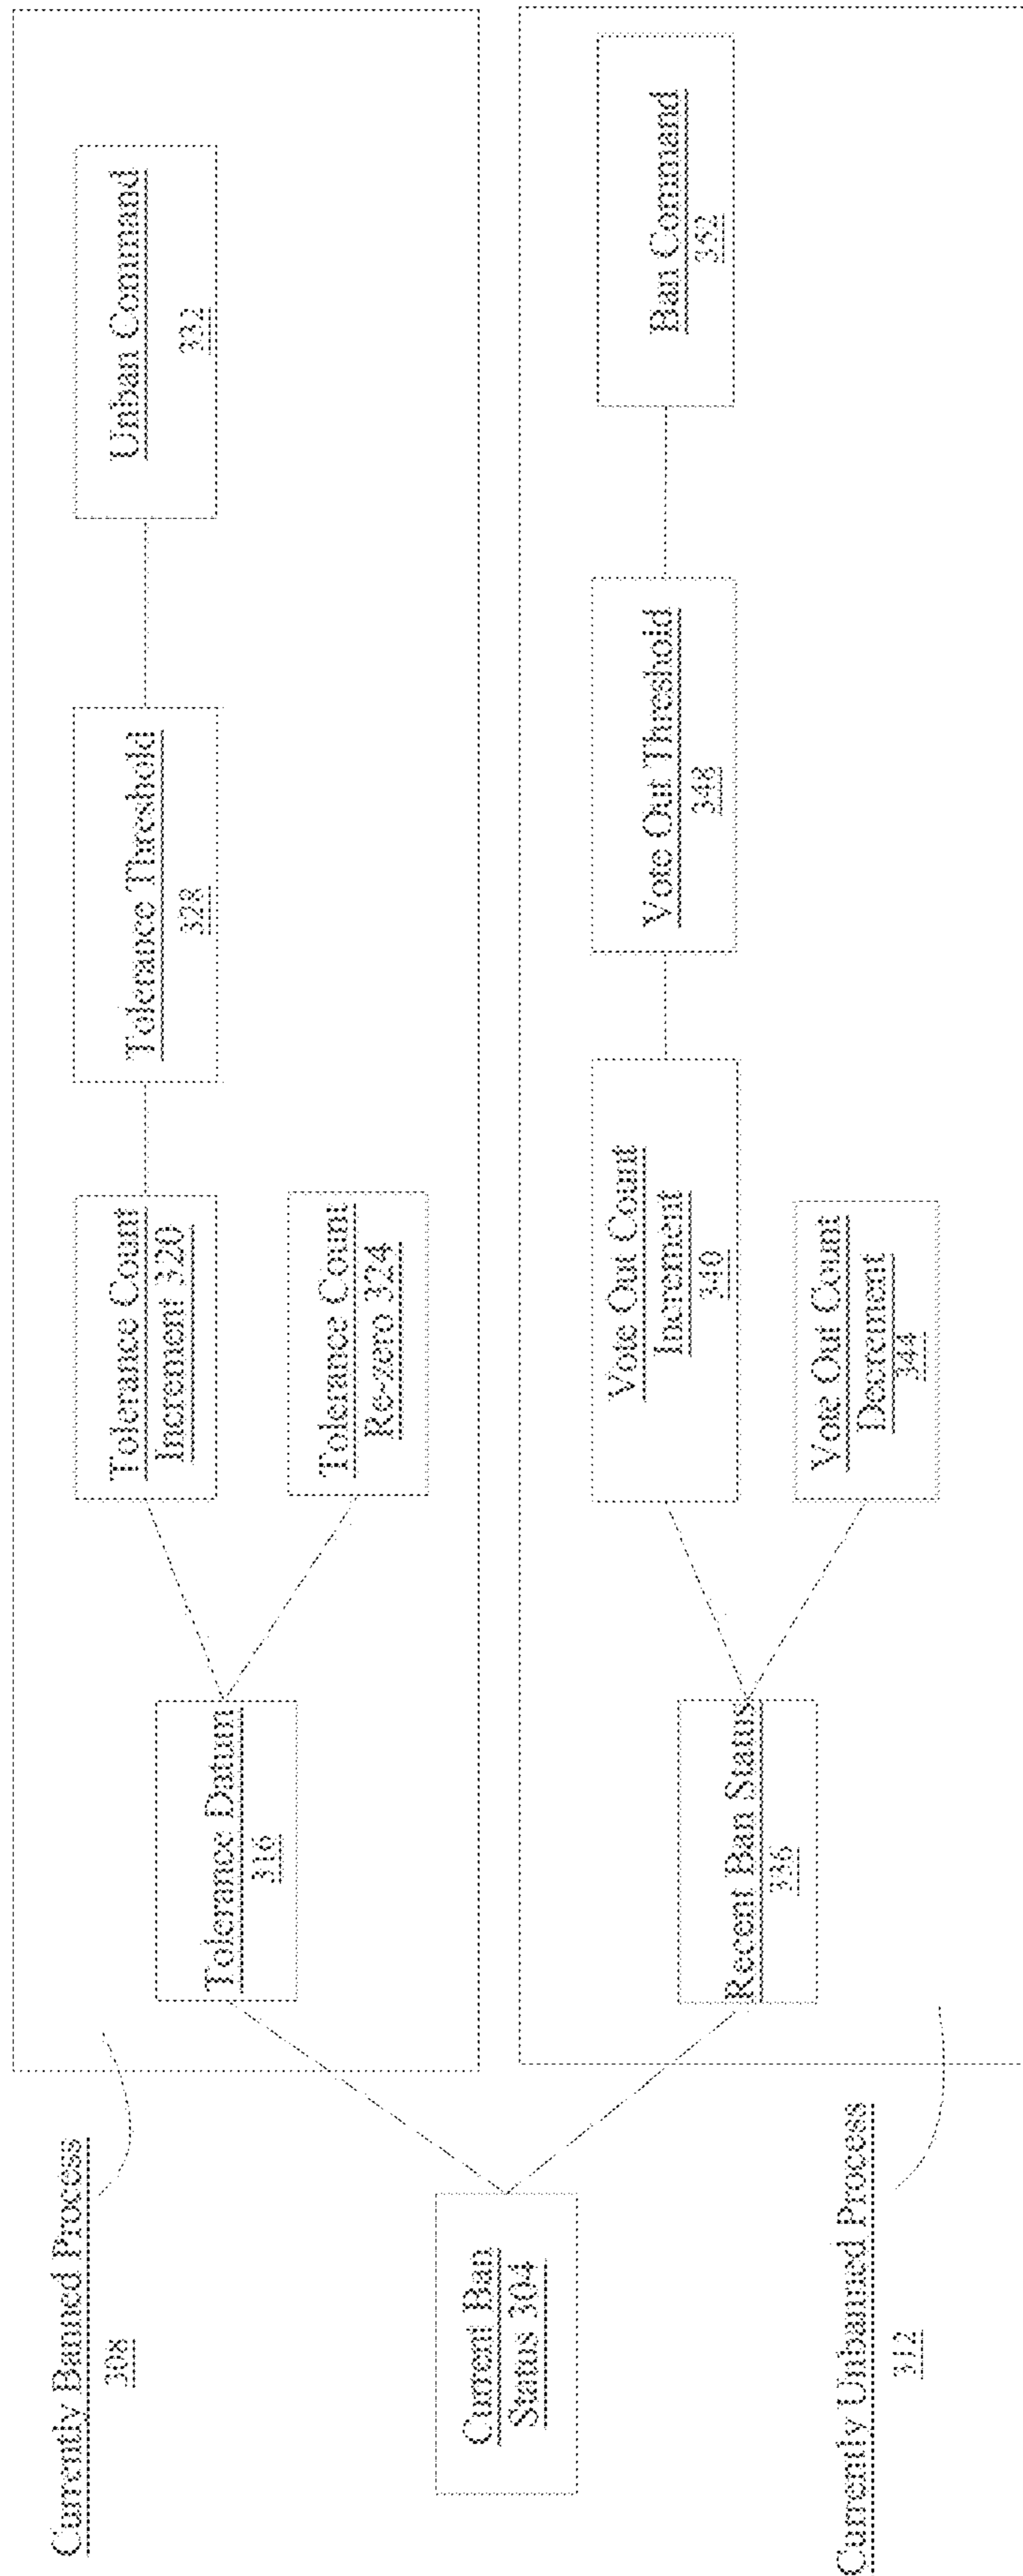 Currently Banned Process
308
Current Ban
Status 304
Currently Unbanned Process
312
Tolerance Datum
316
Tolerance Count
Increment 320
Tolerance Count
Re-zero 324
Tolerance Threshold
328
Unban Command
332
Recent Ban Status
336
Vote Out Count
Increment
340
Vote Out Count
Decrement
344
Vote Out Threshold
348
Ban Command
352